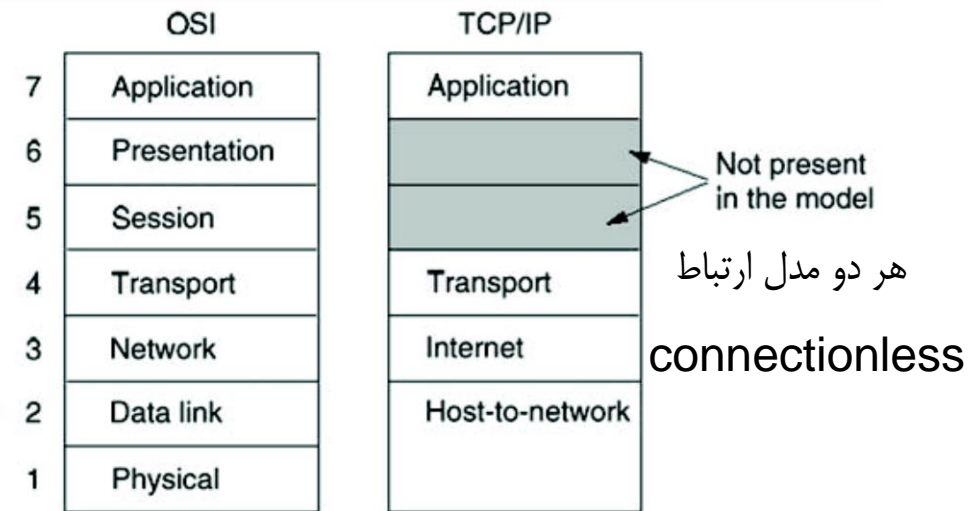 OSI TCP/IP
7 Application Application
6 Presentation
Not present
in the model
5 Session
4 Transport Transport
هر دو مدل ارتباط
3 Network Internet
connectionless
2 Data link Host-to-network
1 Physical